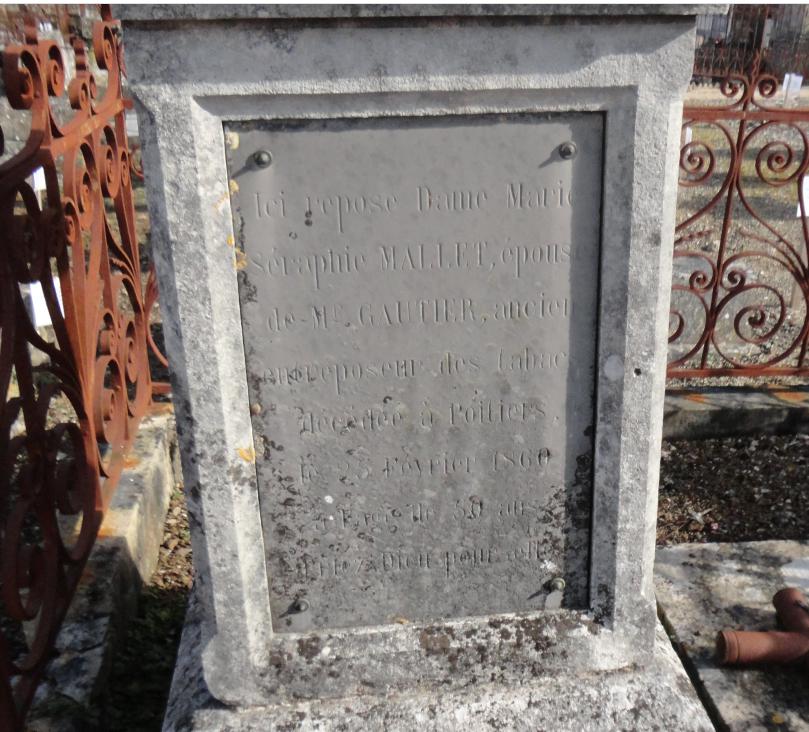 Ici repose Dame Marie
séraphie MALLET, épouse
de Mr. GAUTIER, ancien
entreposeur des tabacs
décédée à Poitiers,
le 25 Février 1860
à l'âge de 50 ans
Priez Dieu pour elle